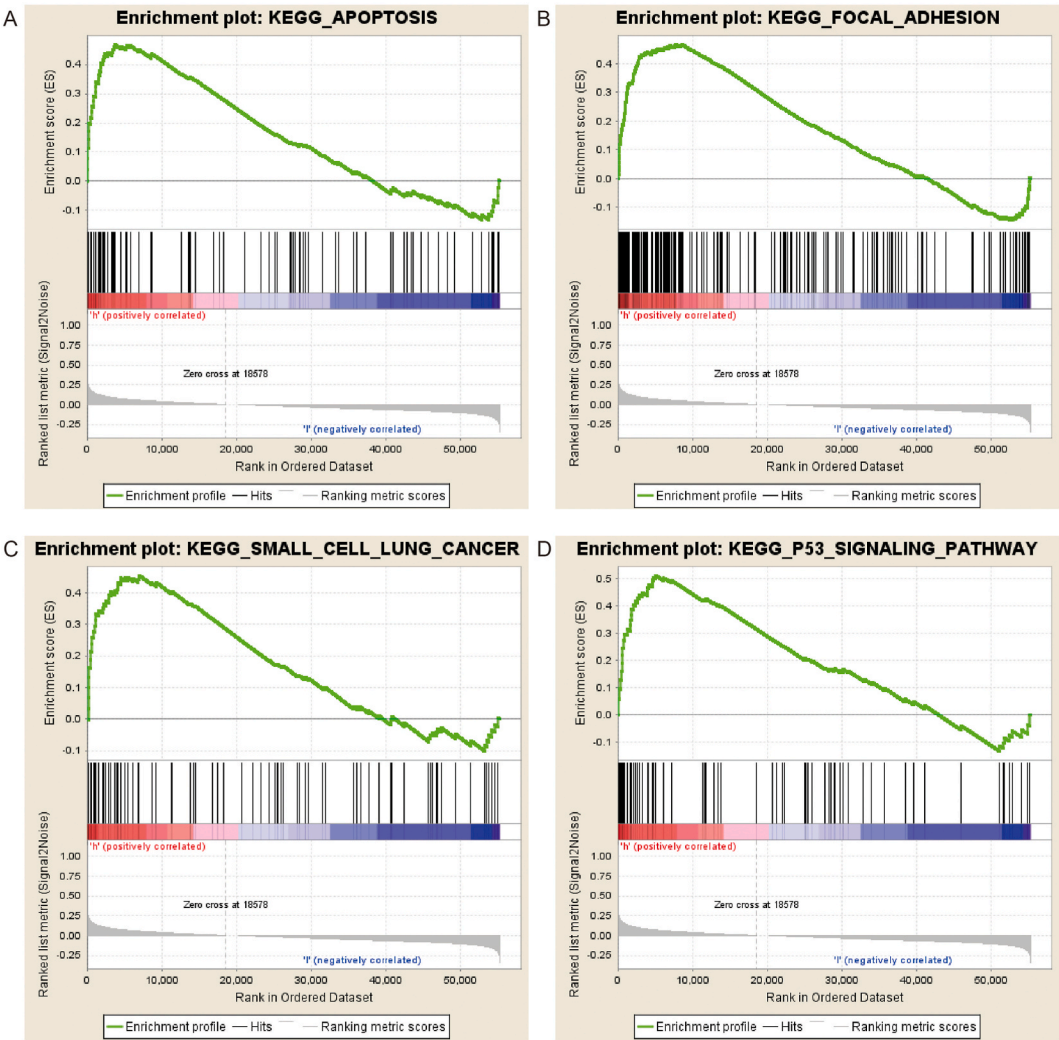 A
Enrichment plot: KEGG_APOPTOSIS
Enrichment score (ES)
0.4
0.3
0.2
0.1
0.0
-0.1
'h' (positively correlated)
Ranked list metric (Signal2Noise)
1.00
0.75
0.50
0.25
0.00
-0.25
Zero cross at 18578
'l' (negatively correlated)
0 10,000 20,000 30,000 40,000 50,000
Rank in Ordered Dataset
Enrichment profile Hits Ranking metric scores
B
Enrichment plot: KEGG_FOCAL_ADHESION
Enrichment score (ES)
0.4
0.3
0.2
0.1
0.0
-0.1
'h' (positively correlated)
Ranked list metric (Signal2Noise)
1.00
0.75
0.50
0.25
0.00
-0.25
Zero cross at 18578
'l' (negatively correlated)
0 10,000 20,000 30,000 40,000 50,000
Rank in Ordered Dataset
Enrichment profile Hits Ranking metric scores
C
Enrichment plot: KEGG_SMALL_CELL_LUNG_CANCER
Enrichment score (ES)
0.4
0.3
0.2
0.1
0.0
-0.1
'h' (positively correlated)
Ranked list metric (Signal2Noise)
1.00
0.75
0.50
0.25
0.00
-0.25
Zero cross at 18578
'l' (negatively correlated)
0 10,000 20,000 30,000 40,000 50,000
Rank in Ordered Dataset
Enrichment profile Hits Ranking metric scores
D
Enrichment plot: KEGG_P53_SIGNALING_PATHWAY
Enrichment score (ES)
0.5
0.4
0.3
0.2
0.1
0.0
-0.1
'h' (positively correlated)
Ranked list metric (Signal2Noise)
1.00
0.75
0.50
0.25
0.00
-0.25
Zero cross at 18578
'l' (negatively correlated)
0 10,000 20,000 30,000 40,000 50,000
Rank in Ordered Dataset
Enrichment profile Hits Ranking metric scores